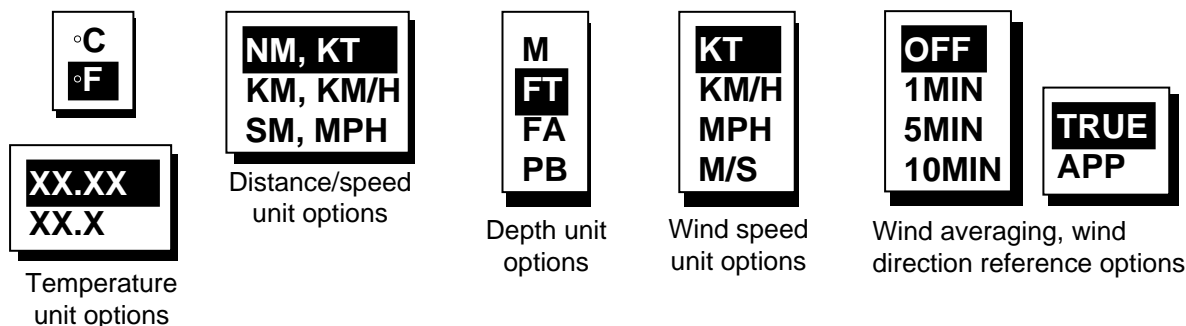 °C
°F
XX.XX
XX.X
Temperature
unit options
NM, KT
KM, KM/H
SM, MPH
Distance/speed
unit options
M
FT
FA
PB
Depth unit
options
KT
KM/H
MPH
M/S
Wind speed
unit options
OFF
1MIN
5MIN
10MIN
TRUE
APP
Wind averaging, wind
direction reference options